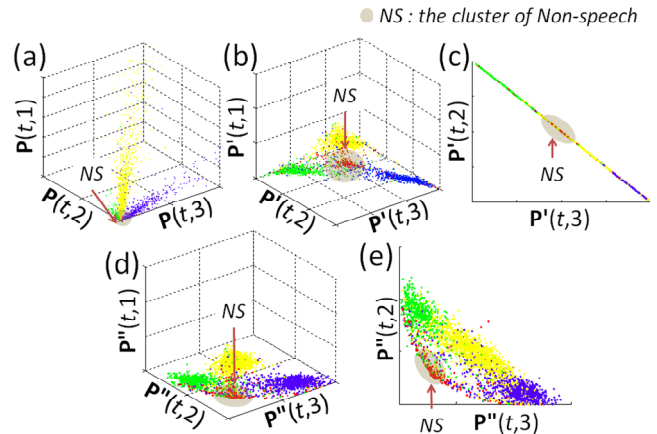 NS : the cluster of Non-speech
(a)
P(t,1)
NS
P(t,2)
P(t,3)
(b)
P'(t,1)
NS
P'(t,2)
P'(t,3)
(c)
P'(t,2)
NS
P'(t,3)
(d)
P"(t,1)
NS
P"(t,2)
P"(t,3)
(e)
P"(t,2)
NS
P"(t,3)